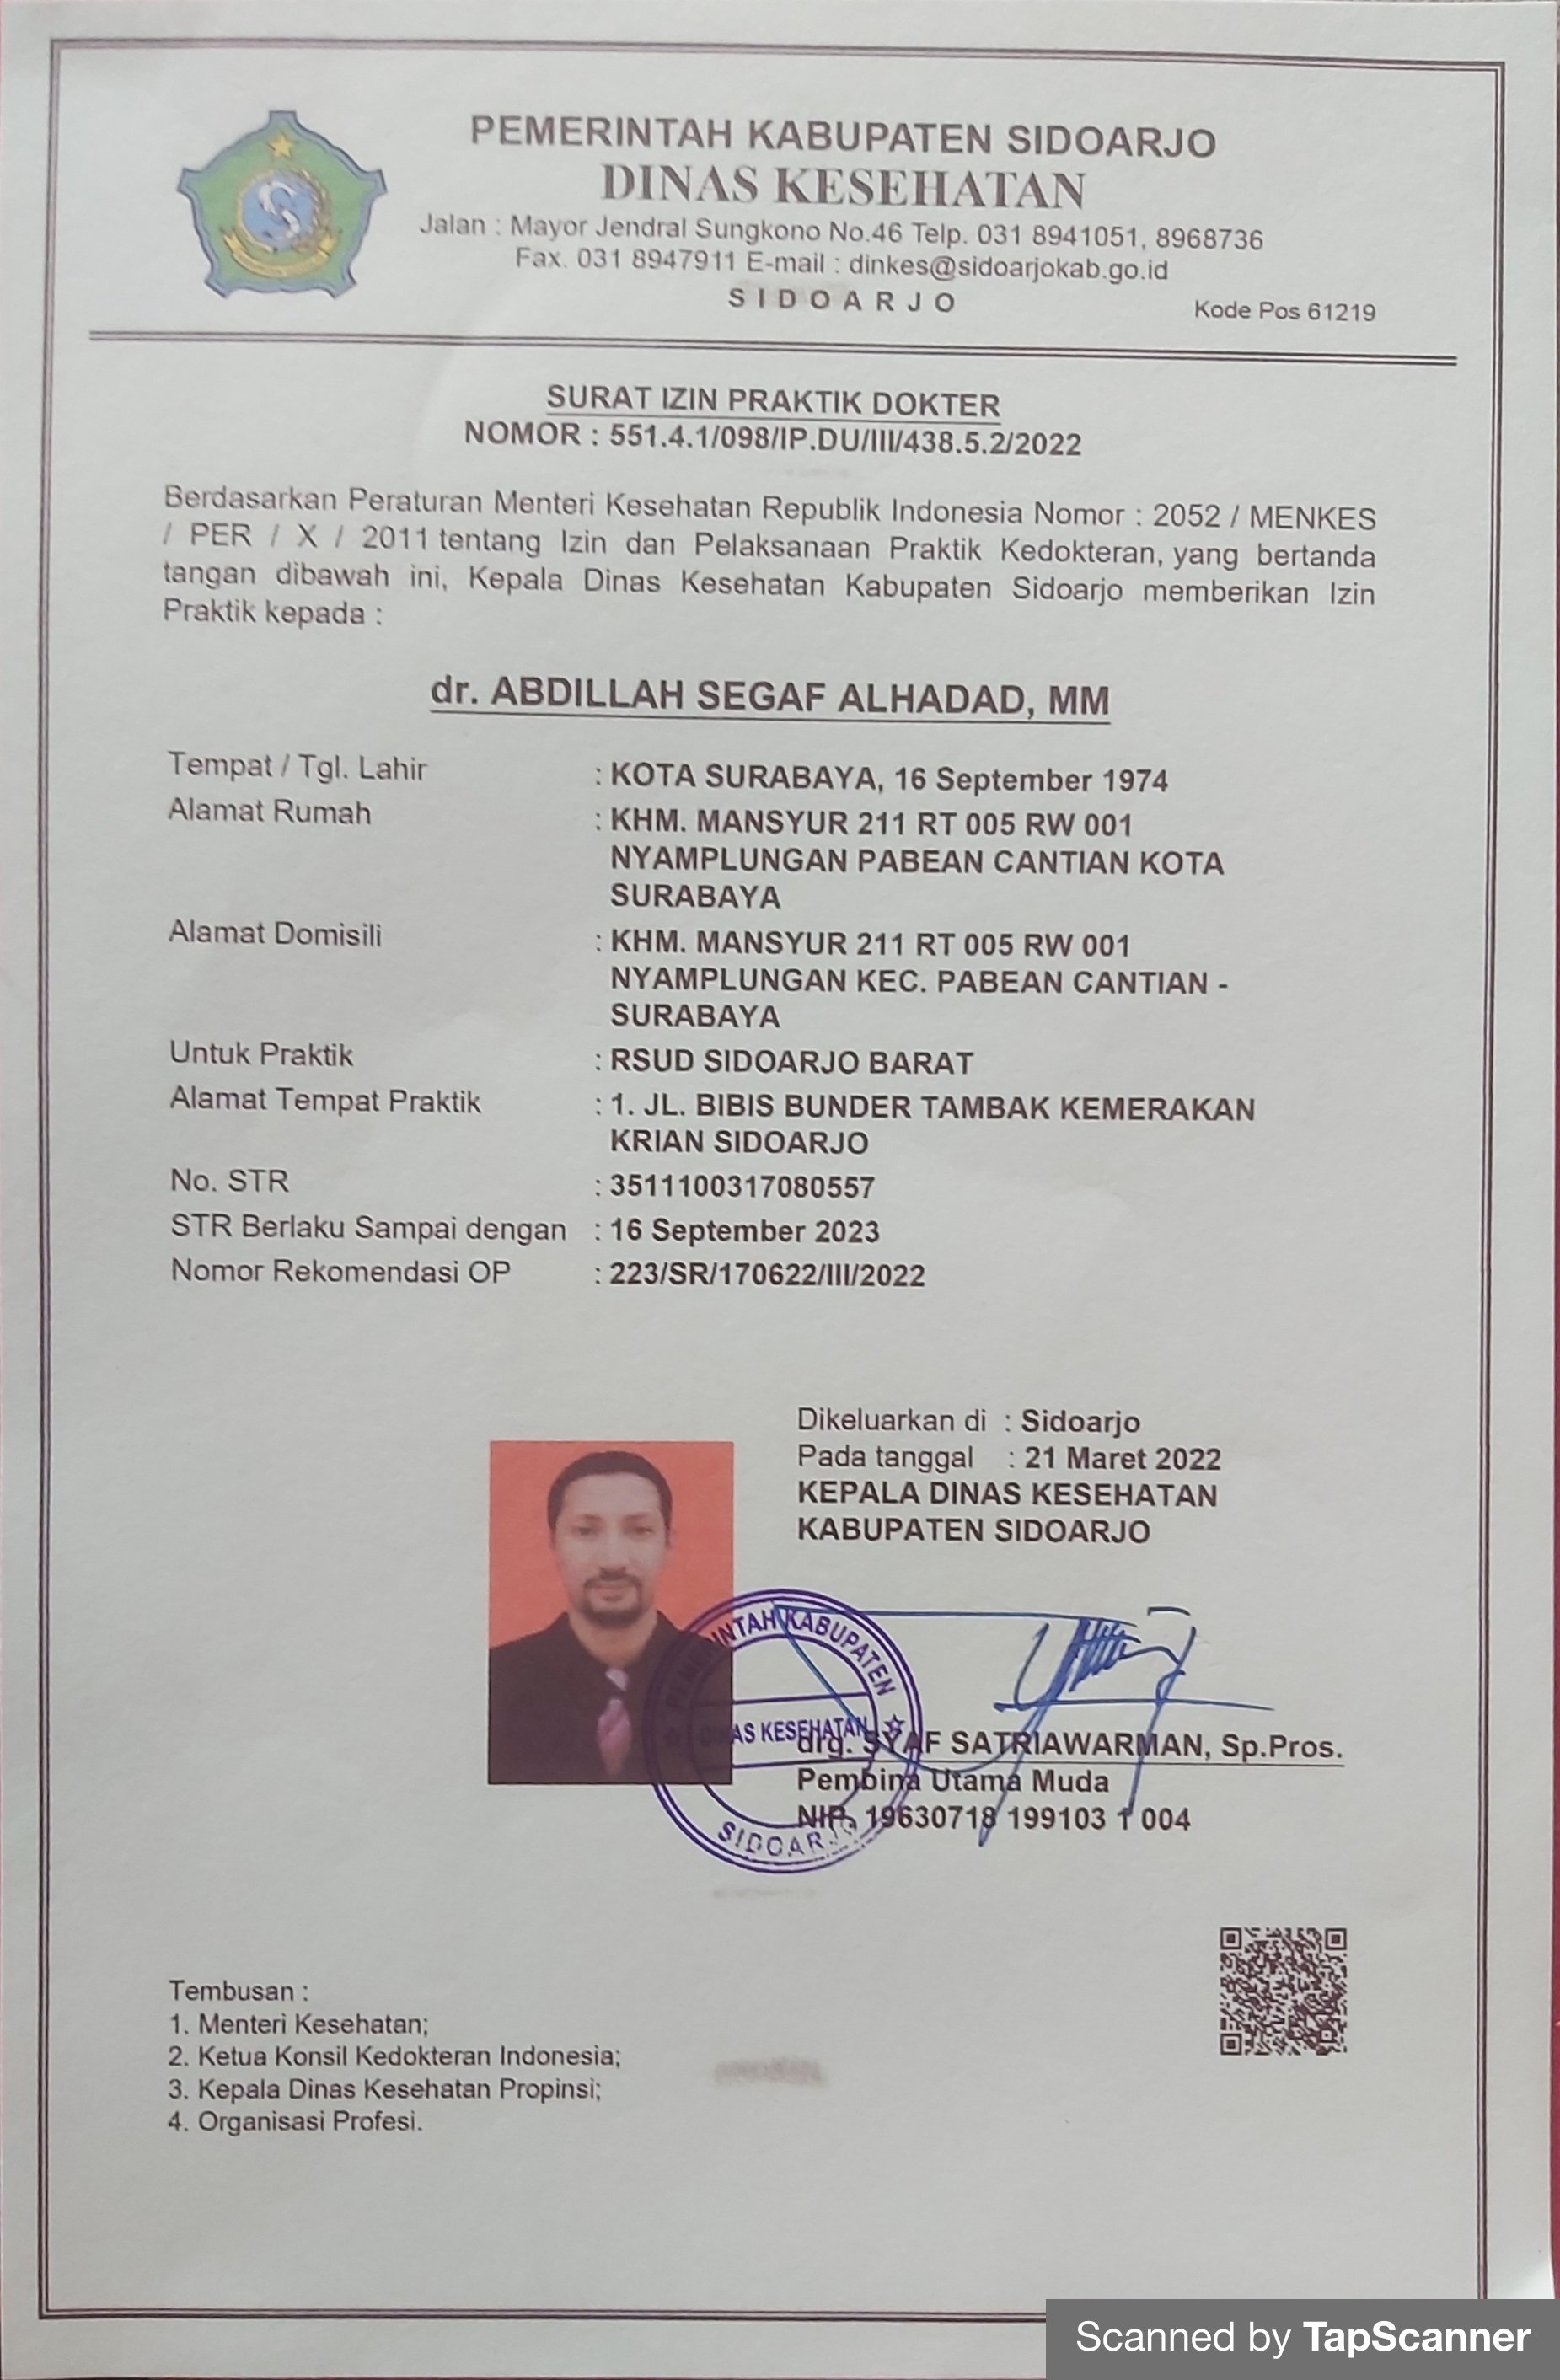 PEMERINTAH KABUPATEN SIDOARJO
DINAS KESEHATAN
Jalan : Mayor Jendral Sungkono No.46 Telp. 031 8941051, 8968736
Fax. 031 8947911 E-mail : dinkes@sidoarjokab.go.id
SIDOARJO
Kode Pos 61219
SURAT IZIN PRAKTIK DOKTER
NOMOR : 551.4.1/098/IP.DU/III/438.5.2/2022
Berdasarkan Peraturan Menteri Kesehatan Republik Indonesia Nomor : 2052 / MENKES
/ PER / X / 2011 tentang Izin dan Pelaksanaan Praktik Kedokteran, yang bertanda
tangan dibawah ini, Kepala Dinas Kesehatan Kabupaten Sidoarjo memberikan Izin
Praktik kepada :
dr. ABDILLAH SEGAF ALHADAD, MM
Tempat / Tgl. Lahir : KOTA SURABAYA, 16 September 1974
Alamat Rumah : KHM. MANSYUR 211 RT 005 RW 001
NYAMPLUNGAN PABEAN CANTIAN KOTA
SURABAYA
Alamat Domisili : KHM. MANSYUR 211 RT 005 RW 001
NYAMPLUNGAN KEC. PABEAN CANTIAN -
SURABAYA
Untuk Praktik : RSUD SIDOARJO BARAT
Alamat Tempat Praktik : 1. JL. BIBIS BUNDER TAMBAK KEMERAKAN
KRIAN SIDOARJO
No. STR : 3511100317080557
STR Berlaku Sampai dengan : 16 September 2023
Nomor Rekomendasi OP : 223/SR/170622/III/2022
Dikeluarkan di : Sidoarjo
Pada tanggal : 21 Maret 2022
KEPALA DINAS KESEHATAN
KABUPATEN SIDOARJO
PEMERINTAH KABUPATEN
DINAS KESEHATAN
SIDOARJO
drg. SYAF SATRIAWARMAN, Sp.Pros.
Pembina Utama Muda
NIP. 19630718 199103 1 004
Tembusan :
1. Menteri Kesehatan;
2. Ketua Konsil Kedokteran Indonesia;
3. Kepala Dinas Kesehatan Propinsi;
4. Organisasi Profesi.
Scanned by TapScanner